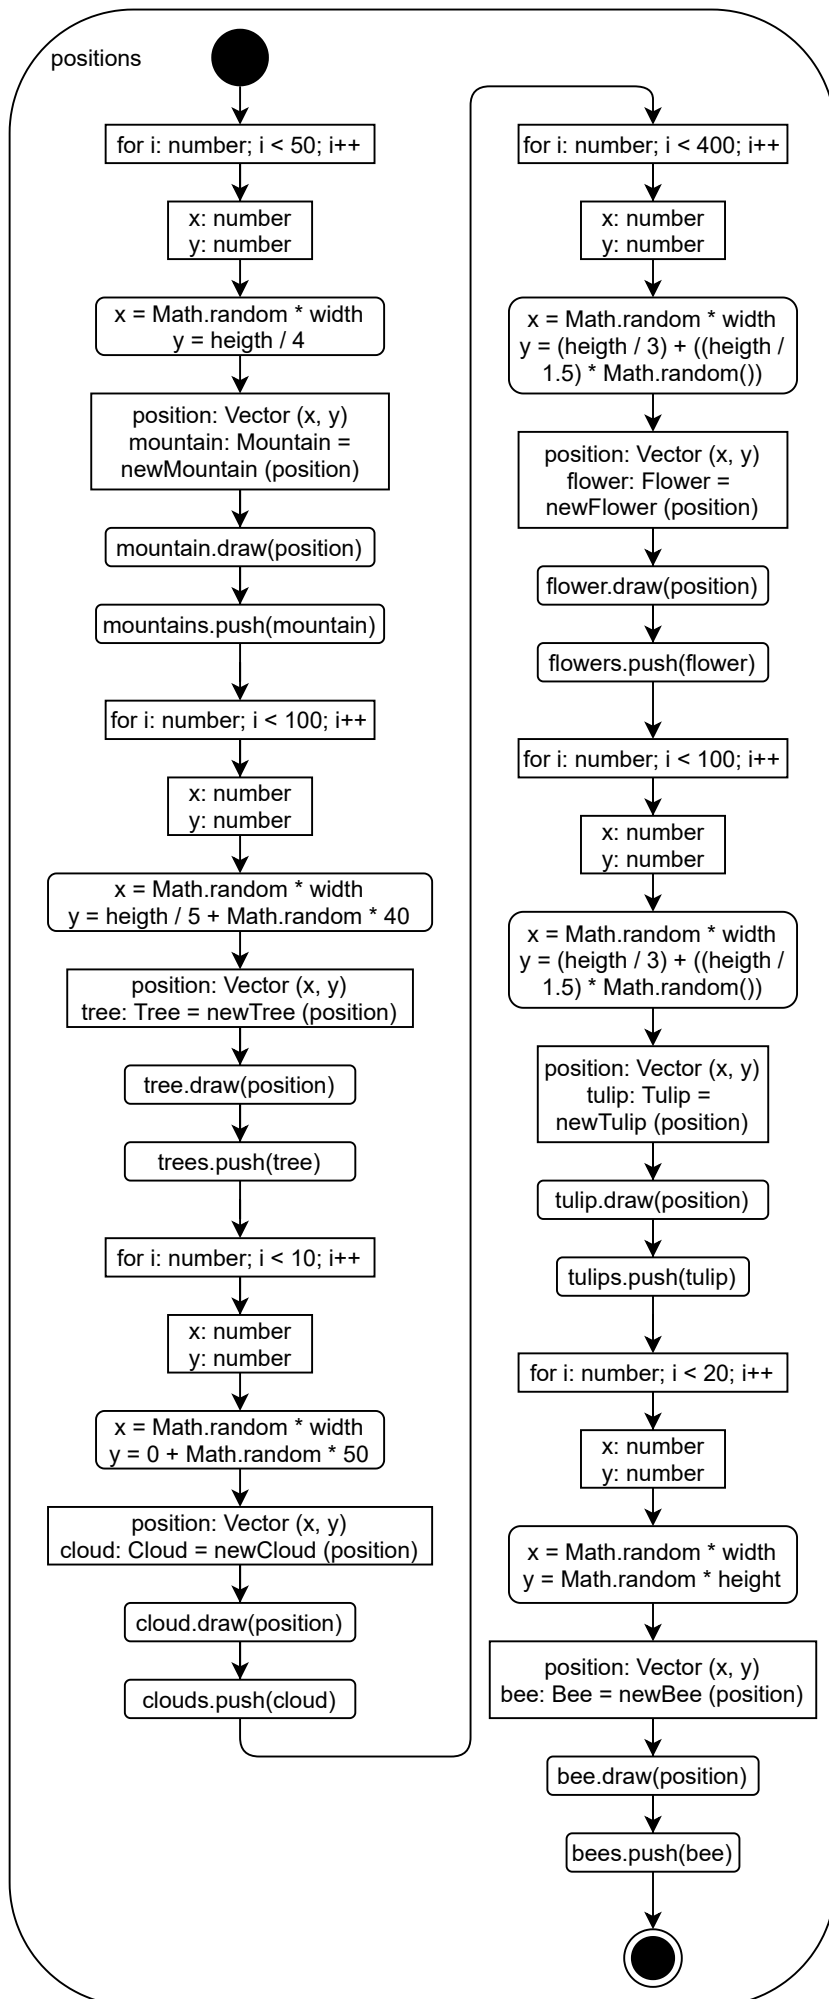 positions
for i: number; i < 50; i++
x: number
y: number
x = Math.random * width
y = heigth / 4
position: Vector (x, y)
mountain: Mountain =
newMountain (position)
mountain.draw(position)
mountains.push(mountain)
for i: number; i < 100; i++
x: number
y: number
x = Math.random * width
y = heigth / 5 + Math.random * 40
position: Vector (x, y)
tree: Tree = newTree (position)
tree.draw(position)
trees.push(tree)
for i: number; i < 10; i++
x: number
y: number
x = Math.random * width
y = 0 + Math.random * 50
position: Vector (x, y)
cloud: Cloud = newCloud (position)
cloud.draw(position)
clouds.push(cloud)
for i: number; i < 400; i++
x: number
y: number
x = Math.random * width
y = (heigth / 3) + ((heigth /
1.5) * Math.random())
position: Vector (x, y)
flower: Flower =
newFlower (position)
flower.draw(position)
flowers.push(flower)
for i: number; i < 100; i++
x: number
y: number
x = Math.random * width
y = (heigth / 3) + ((heigth /
1.5) * Math.random())
position: Vector (x, y)
tulip: Tulip =
newTulip (position)
tulip.draw(position)
tulips.push(tulip)
for i: number; i < 20; i++
x: number
y: number
x = Math.random * width
y = Math.random * height
position: Vector (x, y)
bee: Bee = newBee (position)
bee.draw(position)
bees.push(bee)